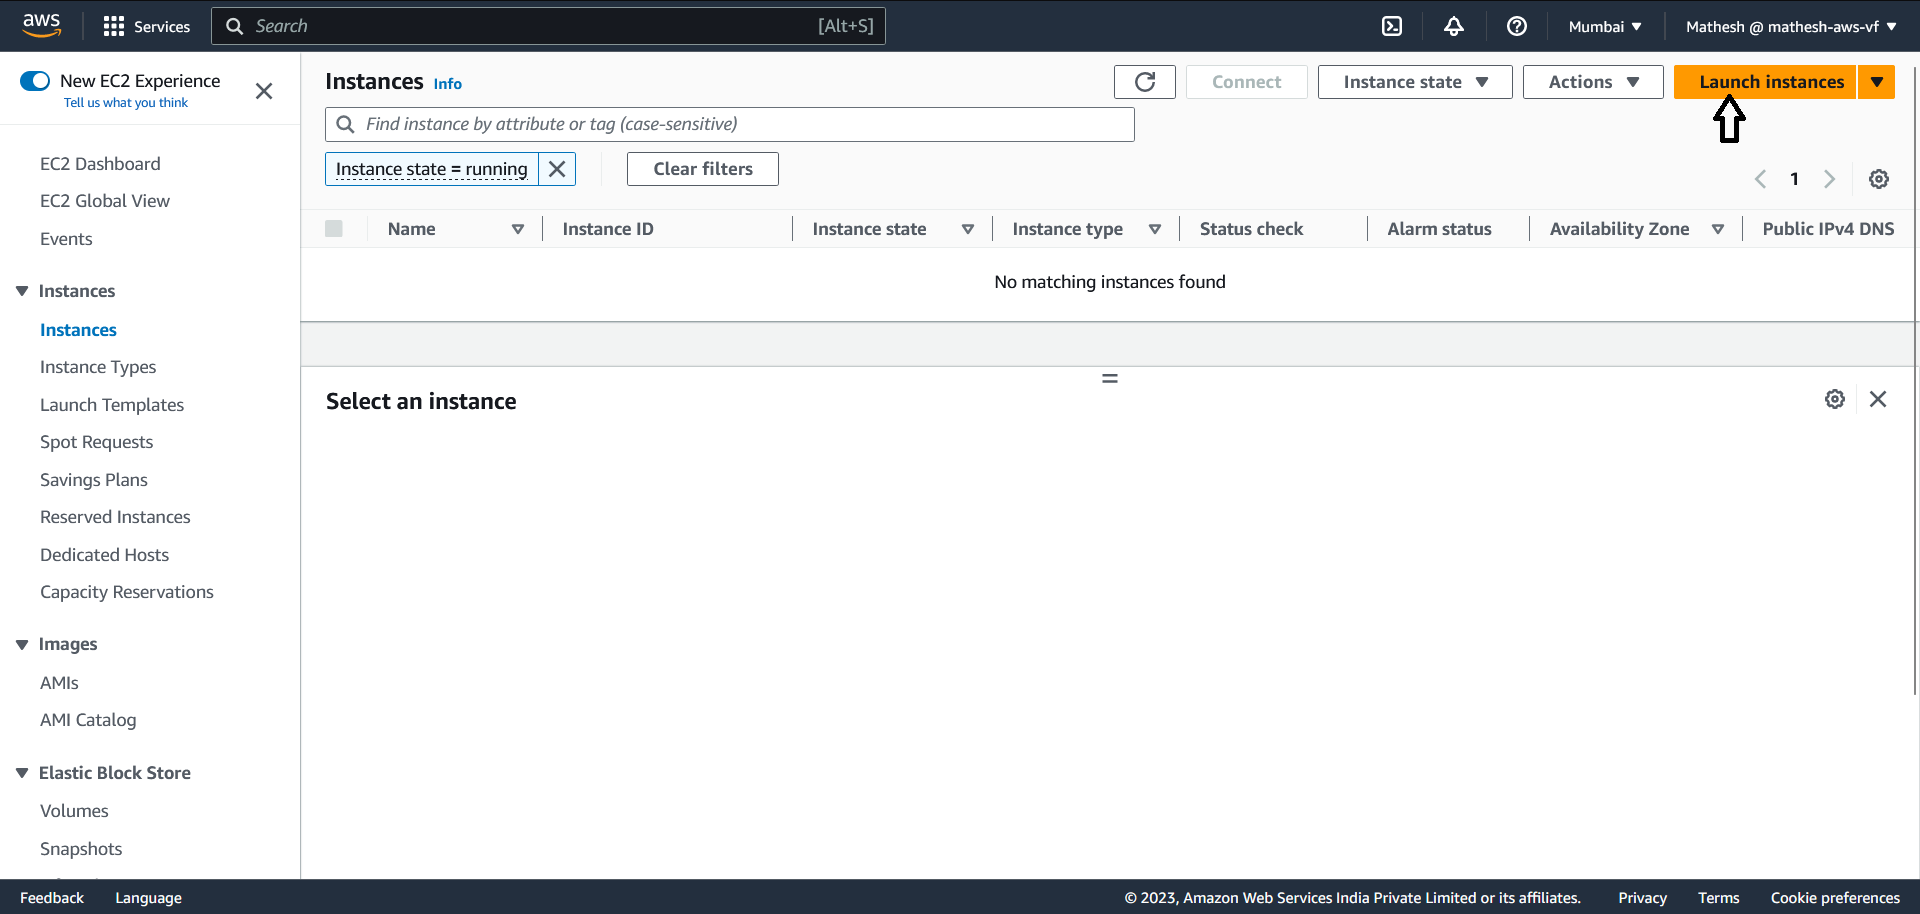 aws
Services
Search
[Alt+S]
Mumbai
Mathesh @ mathesh-aws-vf
New EC2 Experience
Tell us what you think
EC2 Dashboard
EC2 Global View
Events
Instances
Instances
Instance Types
Launch Templates
Spot Requests
Savings Plans
Reserved Instances
Dedicated Hosts
Capacity Reservations
Images
AMIs
AMI Catalog
Elastic Block Store
Volumes
Snapshots
Instances Info
Connect
Instance state
Actions
Launch instances
Find instance by attribute or tag (case-sensitive)
Instance state = running
Clear filters
1
Name
Instance ID
Instance state
Instance type
Status check
Alarm status
Availability Zone
Public IPv4 DNS
No matching instances found
Select an instance
Feedback
Language
© 2023, Amazon Web Services India Private Limited or its affiliates.
Privacy
Terms
Cookie preferences